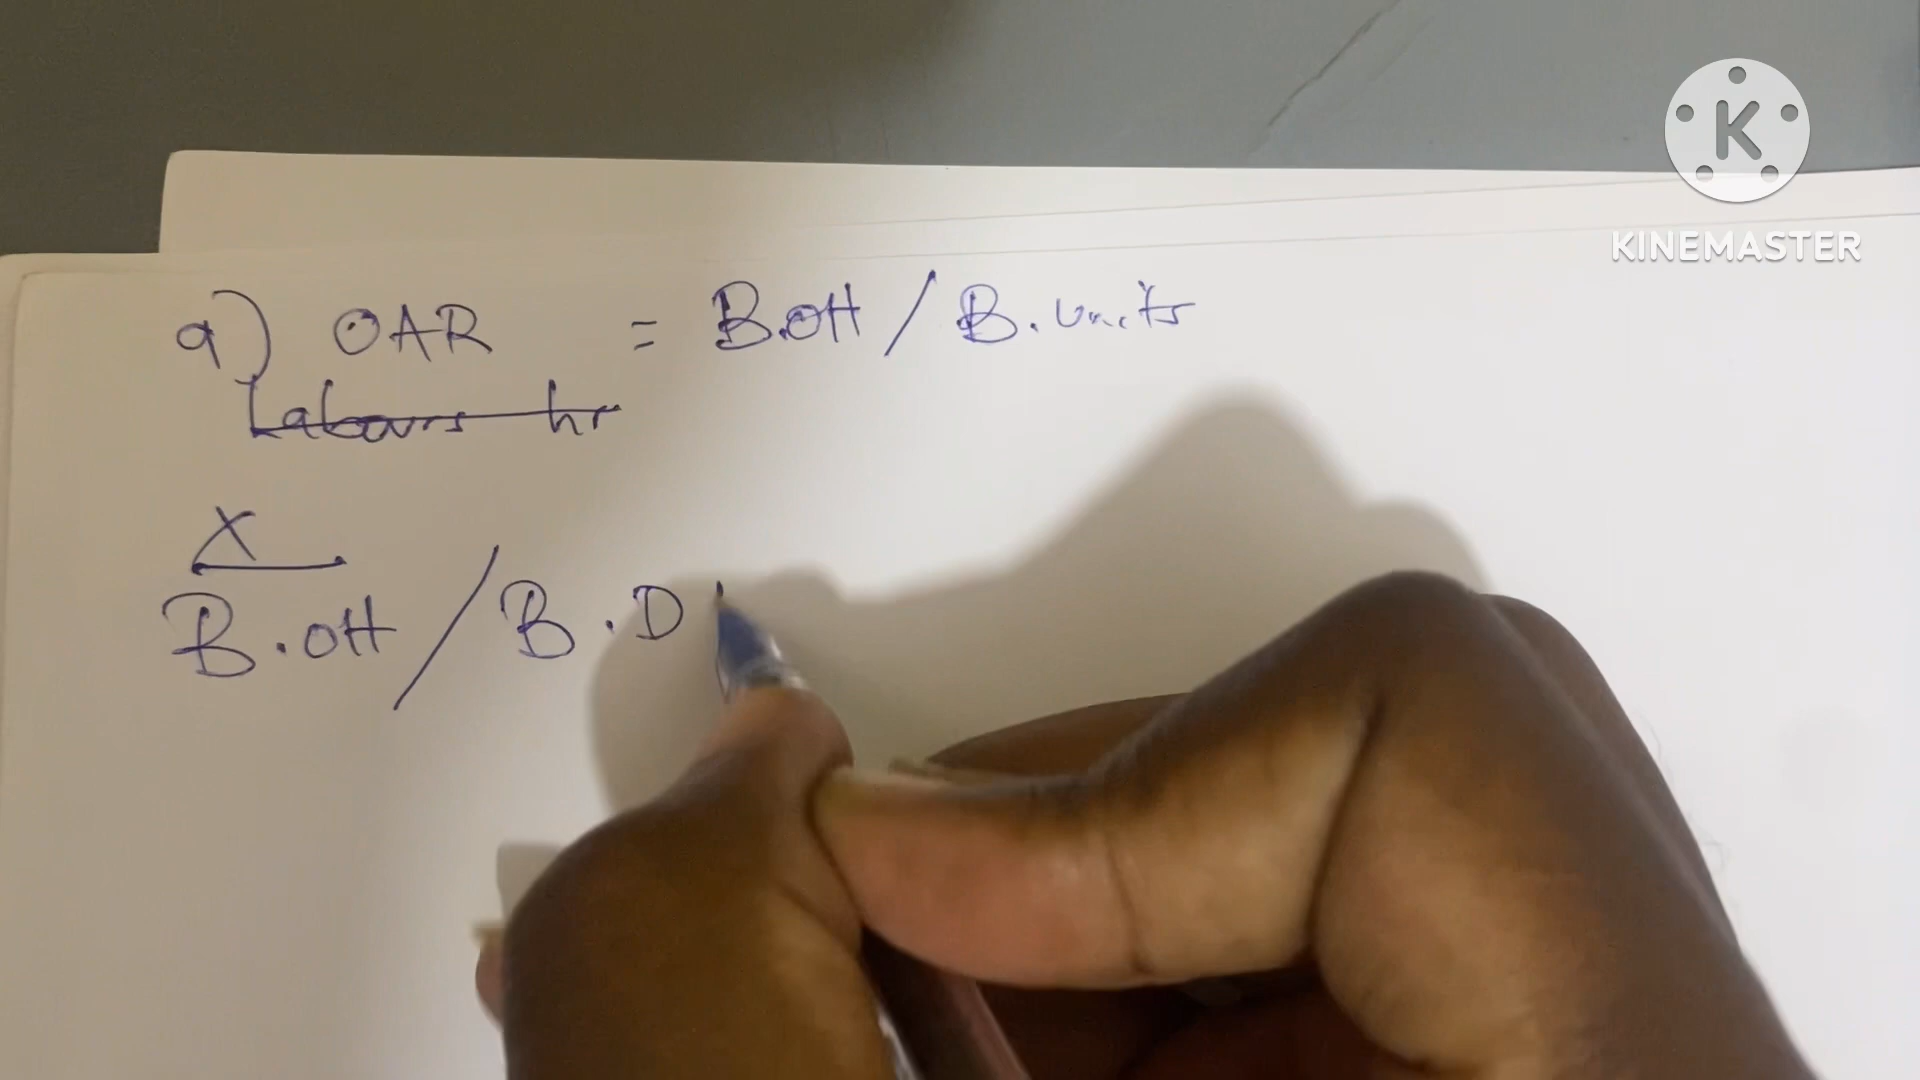 a) OAR = B.OH / B. Units
Labours hr
X
B.OH / B.D
K
KINEMASTER